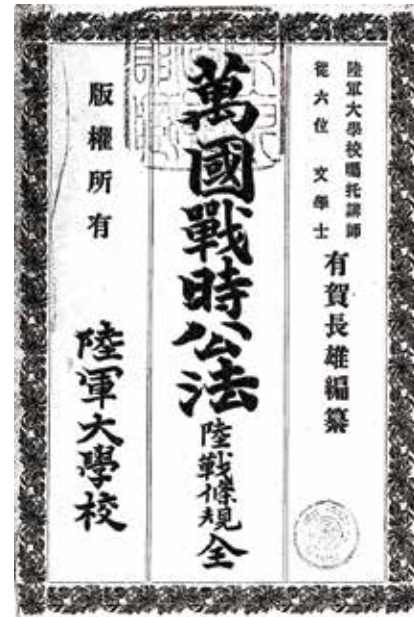 陸軍大學校囑托講師
從六位 文學士
有賀長雄編纂
萬國戰時公法
陸戰條規全
版權所有
陸軍大學校